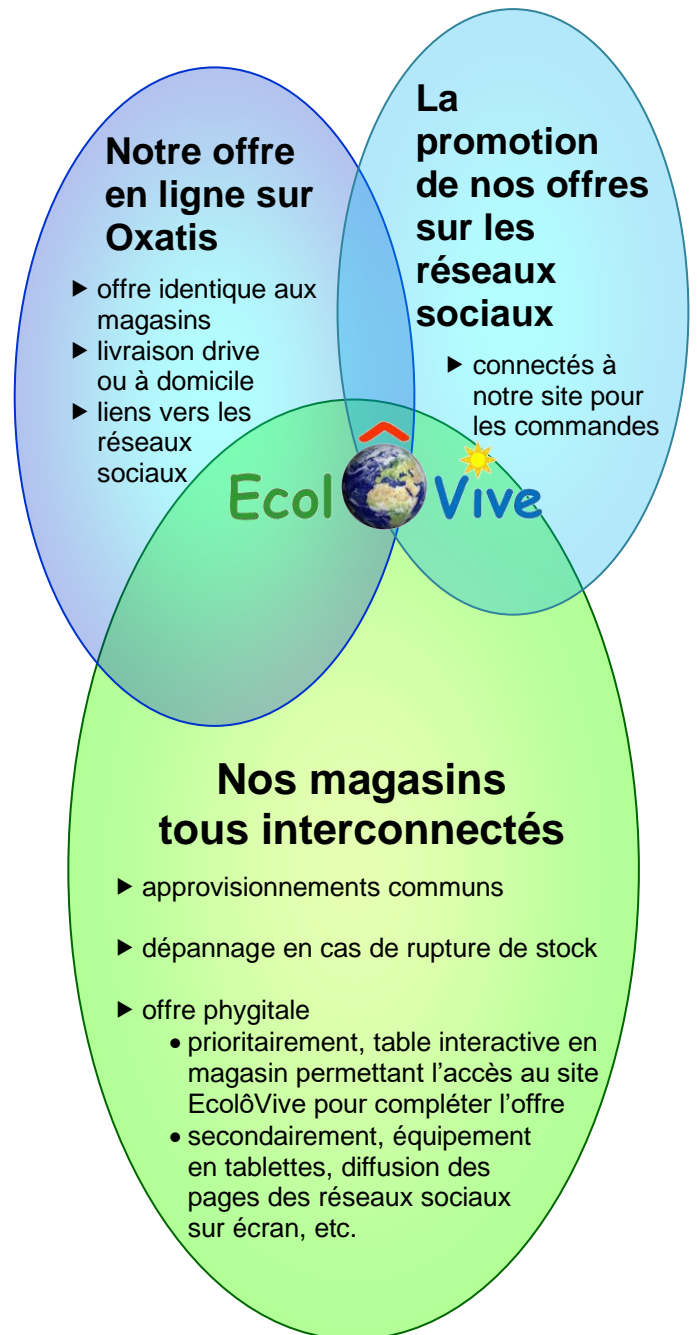 Notre offre
en ligne sur
Oxatis
▶ offre identique aux
magasins
▶ livraison drive
ou à domicile
▶ liens vers les
réseaux
sociaux
La
promotion
de nos offres
sur les
réseaux
sociaux
▶ connectés à
notre site pour
les commandes
EcolôVive
Nos magasins
tous interconnectés
▶ approvisionnements communs
▶ dépannage en cas de rupture de stock
▶ offre phygitale
• prioritairement, table interactive en
magasin permettant l’accès au site
EcolôVive pour compléter l’offre
• secondairement, équipement
en tablettes, diffusion des
pages des réseaux sociaux
sur écran, etc.